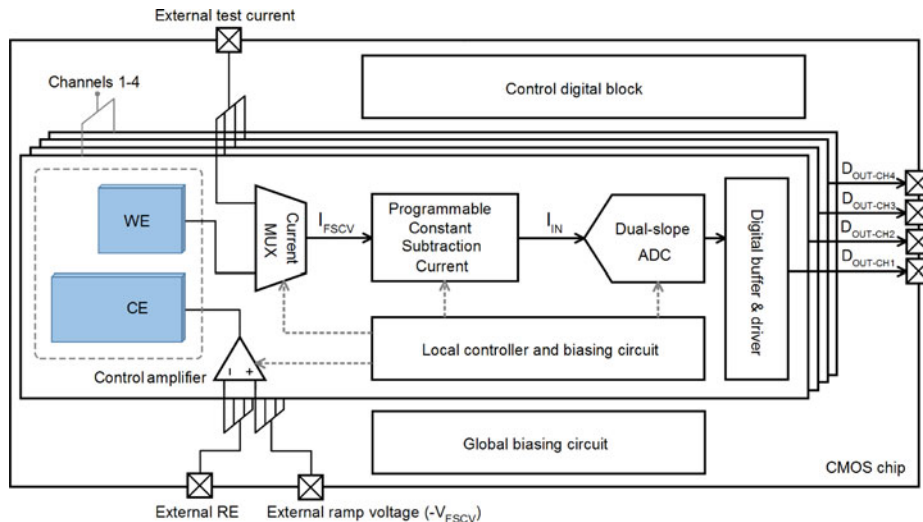 External test current
Channels 1-4
Control digital block
WE
CE
Current
MUX
I_FSCV
Programmable
Constant
Subtraction
Current
I_IN
Dual-slope
ADC
Digital buffer & driver
D_OUT-CH4
D_OUT-CH3
D_OUT-CH2
D_OUT-CH1
Local controller and biasing circuit
Control amplifier
- +
Global biasing circuit
CMOS chip
External RE
External ramp voltage (-V_FSCV)